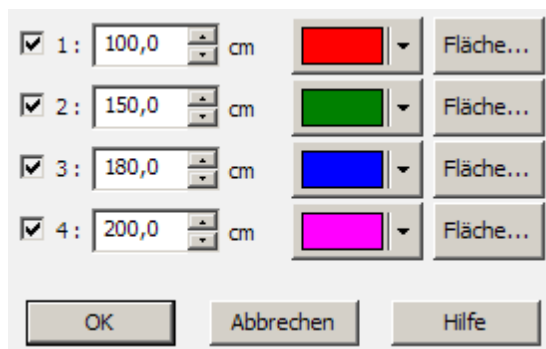 1: 100,0 cm Fläche...
2: 150,0 cm Fläche...
3: 180,0 cm Fläche...
4: 200,0 cm Fläche...
OK Abbrechen Hilfe